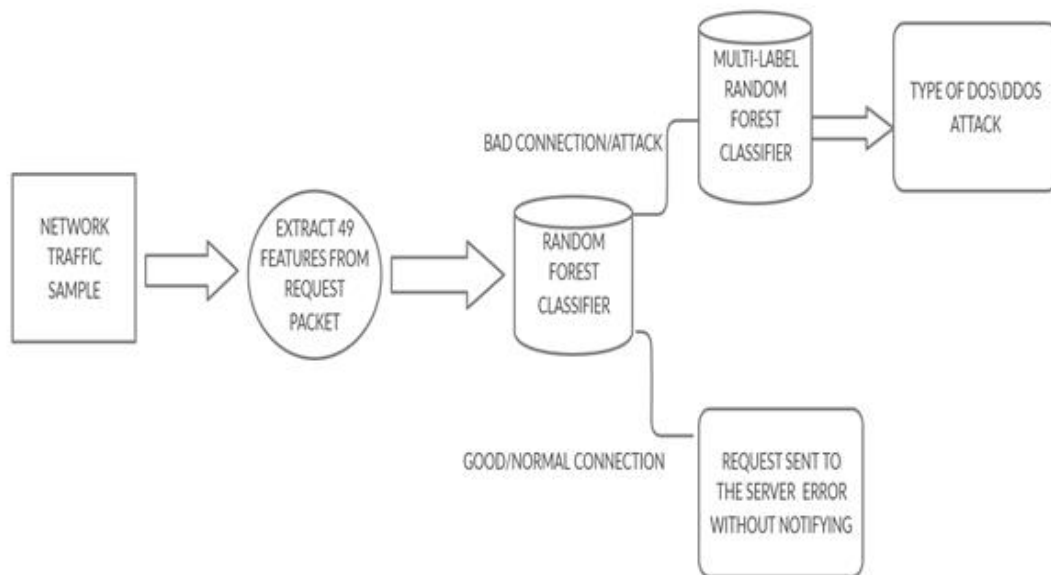 NETWORK
TRAFFIC
SAMPLE
EXTRACT 49
FEATURES FROM
REQUEST
PACKET
RANDOM
FOREST
CLASSIFIER
BAD CONNECTION/ATTACK
MULTI-LABEL
RANDOM
FOREST
CLASSIFIER
TYPE OF DOS\DDOS
ATTACK
GOOD/NORMAL CONNECTION
REQUEST SENT TO
THE SERVER ERROR
WITHOUT NOTIFYING